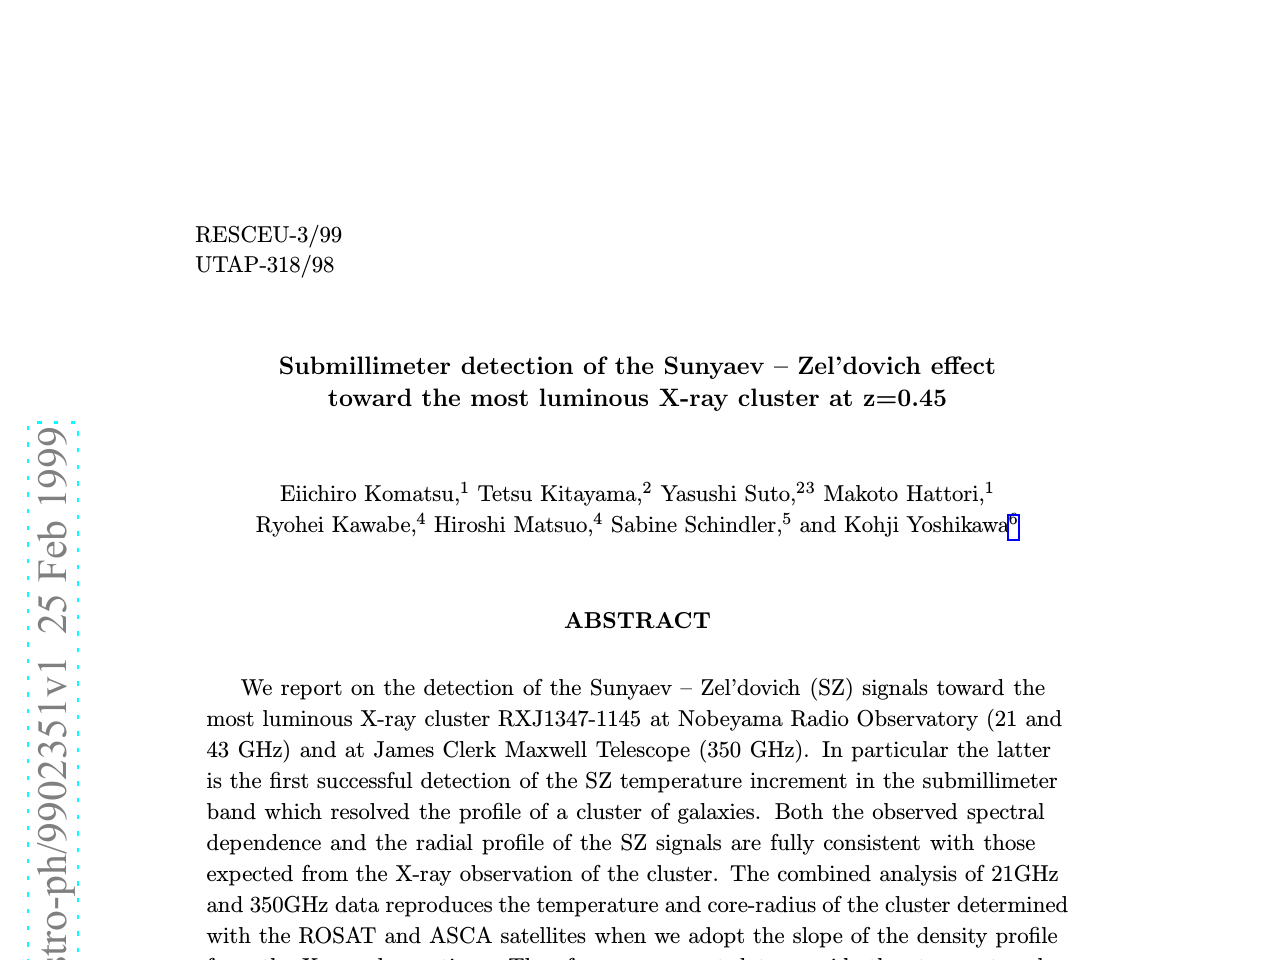 RESCEU-3/99
UTAP-318/98
Submillimeter detection of the Sunyaev – Zel'dovich effect
toward the most luminous X-ray cluster at z=0.45
Eiichiro Komatsu,1 Tetsu Kitayama,2 Yasushi Suto,23 Makoto Hattori,1
Ryohei Kawabe,4 Hiroshi Matsuo,4 Sabine Schindler,5 and Kohji Yoshikawa6
ABSTRACT
We report on the detection of the Sunyaev – Zel'dovich (SZ) signals toward the
most luminous X-ray cluster RXJ1347-1145 at Nobeyama Radio Observatory (21 and
43 GHz) and at James Clerk Maxwell Telescope (350 GHz). In particular the latter
is the first successful detection of the SZ temperature increment in the submillimeter
band which resolved the profile of a cluster of galaxies. Both the observed spectral
dependence and the radial profile of the SZ signals are fully consistent with those
expected from the X-ray observation of the cluster. The combined analysis of 21GHz
and 350GHz data reproduces the temperature and core-radius of the cluster determined
with the ROSAT and ASCA satellites when we adopt the slope of the density profile
stro-ph/9902351v1 25 Feb 1999